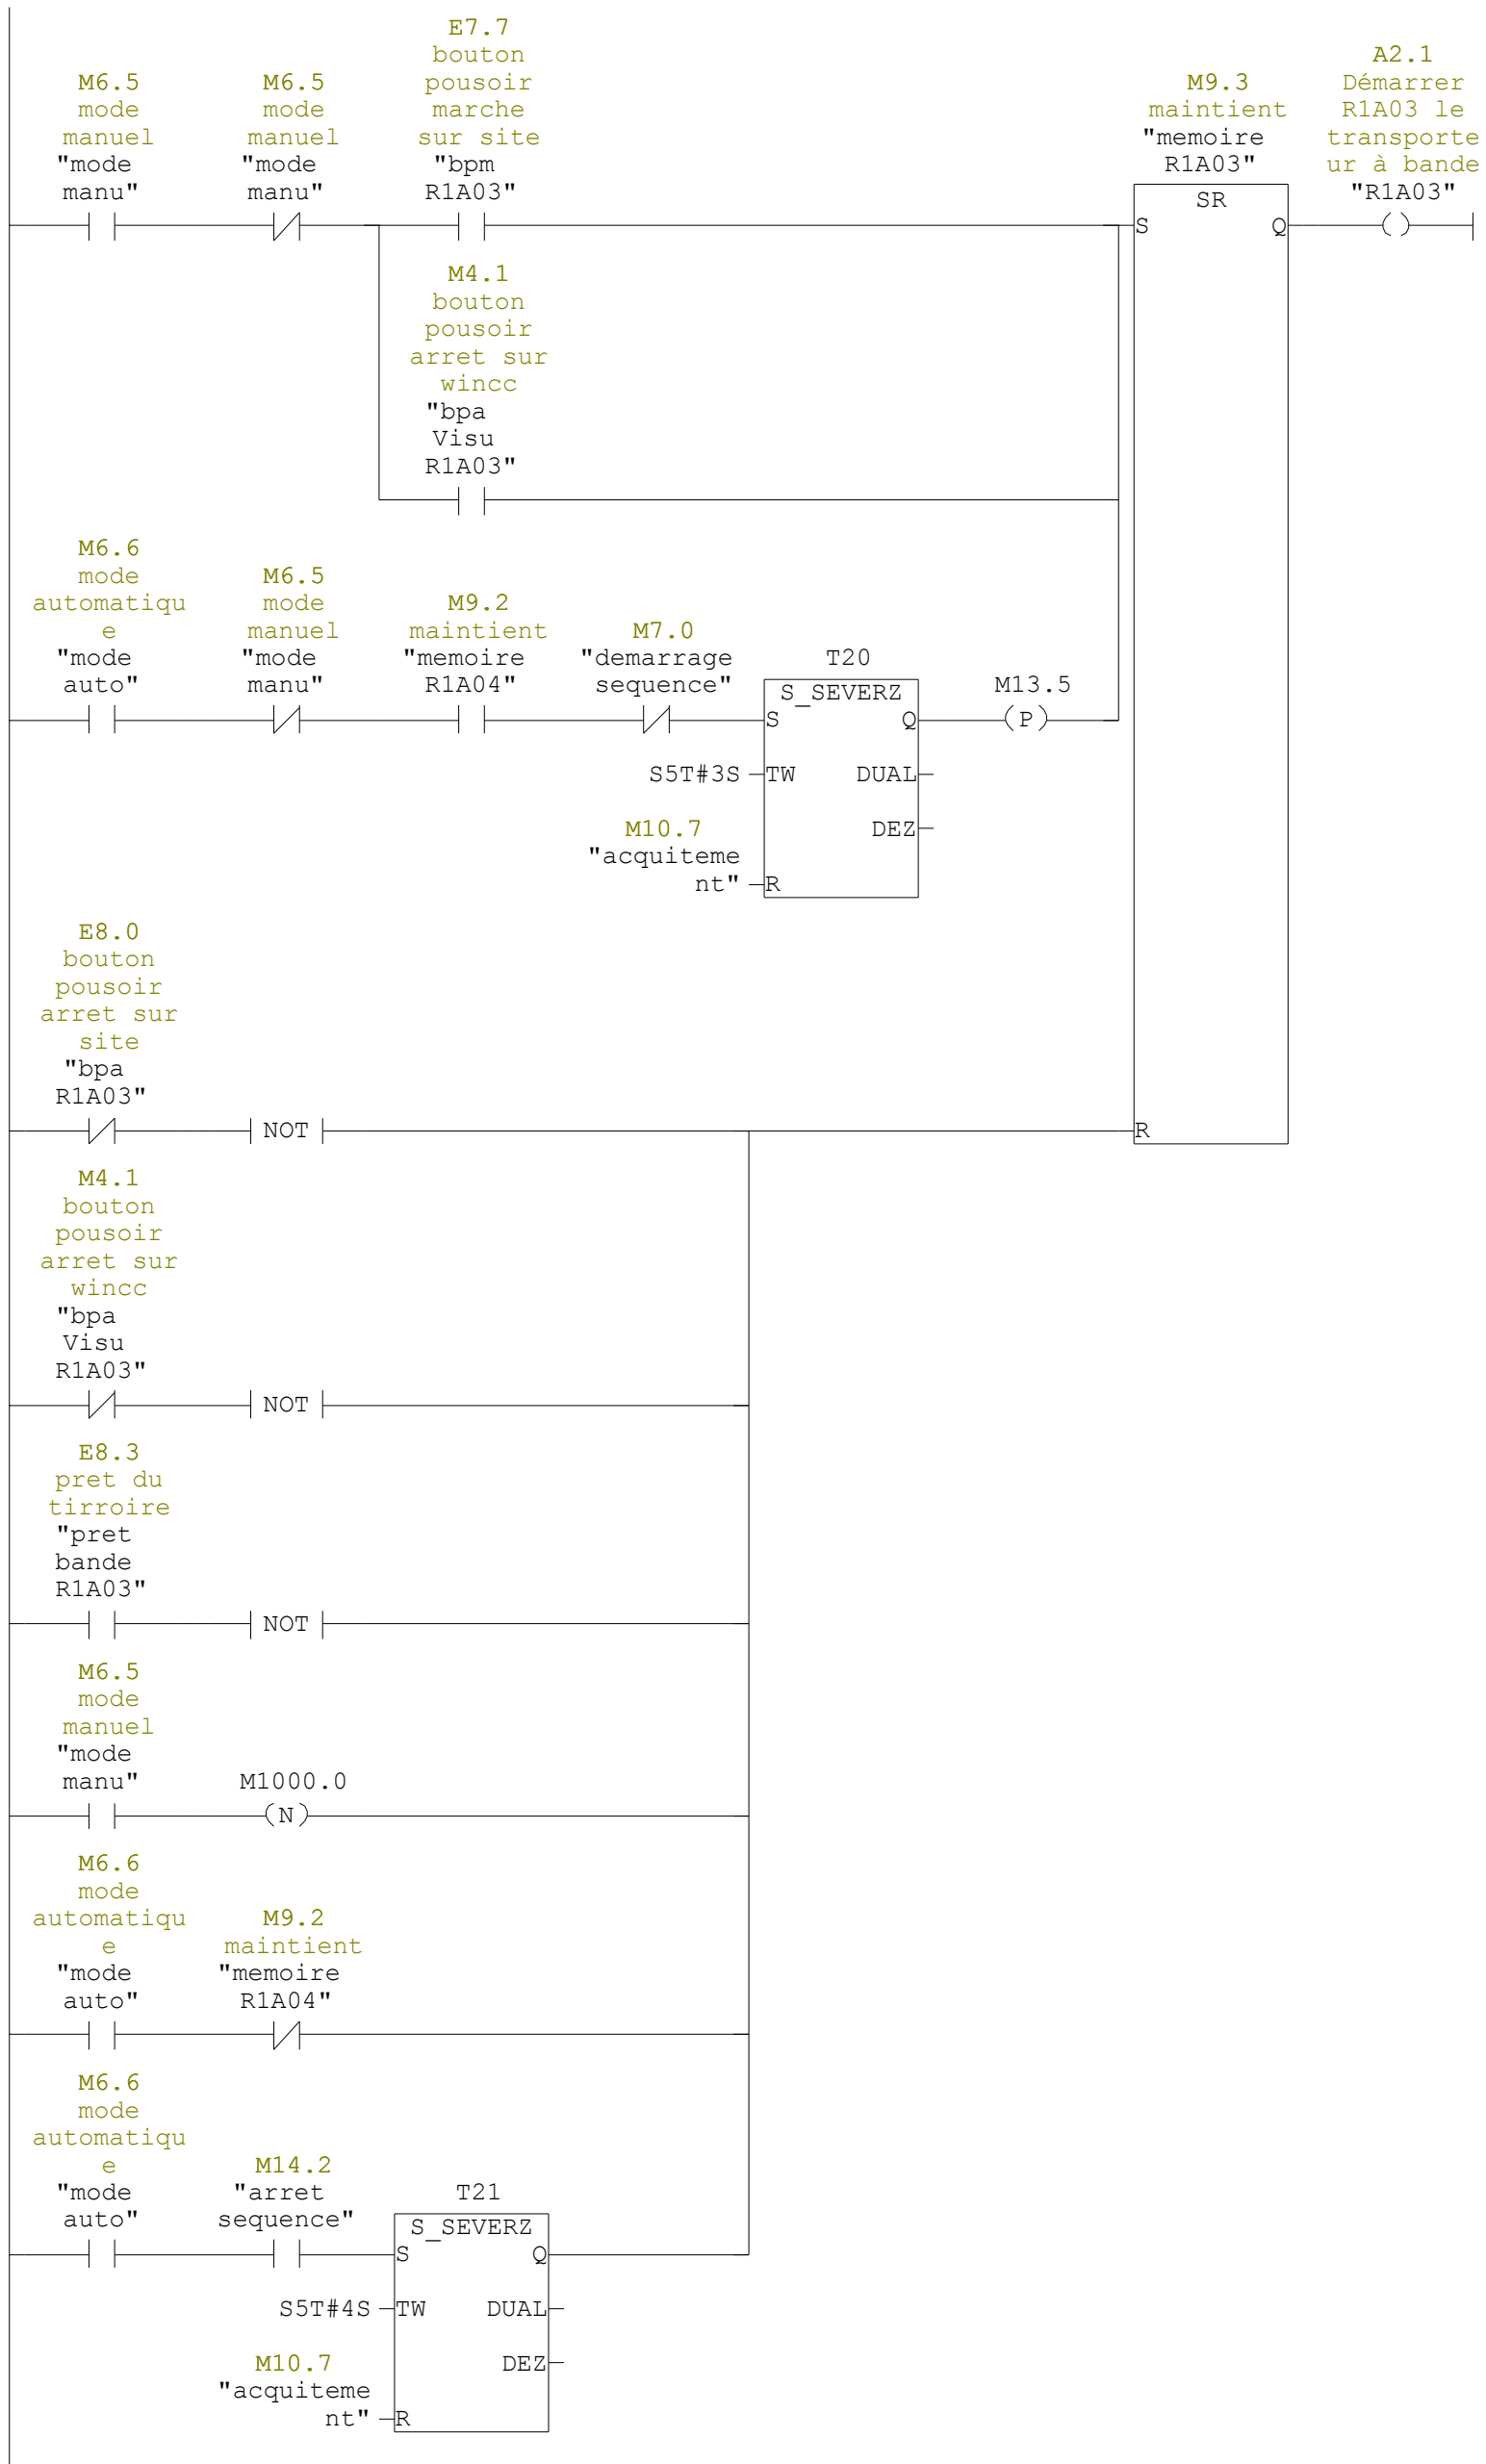 E7.7
bouton
pousoir
marche
sur site
"bpm
R1A03"
M6.5
mode
manuel
"mode
manu"
M6.5
mode
manuel
"mode
manu"
M9.3
maintient
"memoire
R1A03"
A2.1
Démarrer
R1A03 le
transporte
ur à bande
"R1A03"
SR
S
Q
M4.1
bouton
pousoir
arret sur
wincc
"bpa
Visu
R1A03"
M6.6
mode
automatiqu
e
"mode
auto"
M6.5
mode
manuel
"mode
manu"
M9.2
maintient
"memoire
R1A04"
M7.0
"demarrage
sequence"
T20
S_SEVERZ
M13.5
S
Q
(P)
S5T#3S
TW
DUAL
M10.7
"acquiteme
nt"
DEZ
R
E8.0
bouton
pousoir
arret sur
site
"bpa
R1A03"
NOT
R
M4.1
bouton
pousoir
arret sur
wincc
"bpa
Visu
R1A03"
NOT
E8.3
pret du
tirroire
"pret
bande
R1A03"
NOT
M6.5
mode
manuel
"mode
manu"
M1000.0
(N)
M6.6
mode
automatiqu
e
"mode
auto"
M9.2
maintient
"memoire
R1A04"
M6.6
mode
automatiqu
e
"mode
auto"
M14.2
"arret
sequence"
T21
S_SEVERZ
S
Q
S5T#4S
TW
DUAL
M10.7
"acquiteme
nt"
DEZ
R